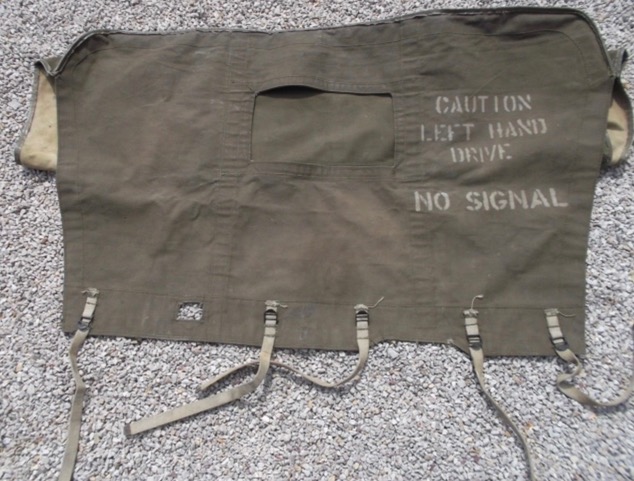 CAUTION
LEFT HAND
DRIVE
NO SIGNAL